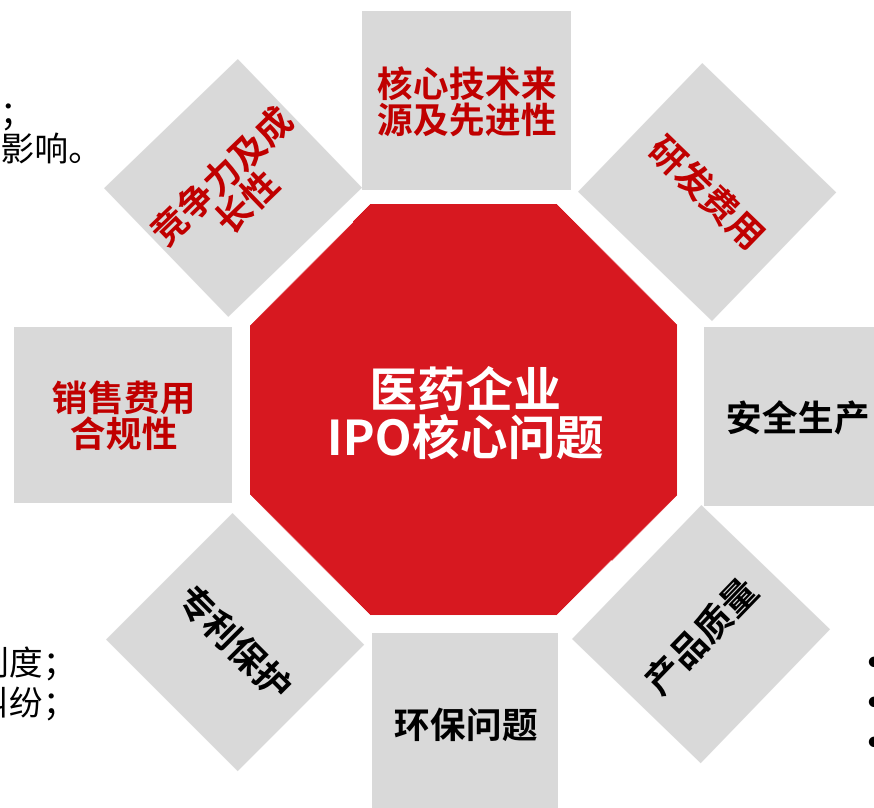 核心技术来
源及先进性
；
影响。
竞争力及成
长性
研发费用
销售费用
合规性
医药企业
IPO核心问题
安全生产
专利保护
产品质量
度；
纷；
环保问题